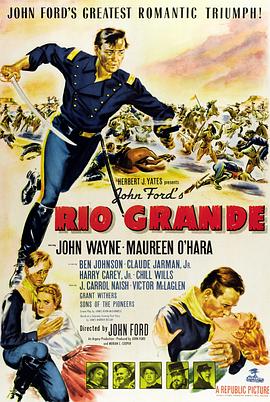 JOHN FORD'S GREATEST ROMANTIC TRIUMPH!
HERBERT J. YATES presents
John Ford's
RIO GRANDE
starring
JOHN WAYNE · MAUREEN O'HARA
with
BEN JOHNSON · CLAUDE JARMAN, Jr.
HARRY CAREY, Jr. · CHILL WILLS
J. CARROL NAISH · VICTOR McLAGLEN
GRANT WITHERS
SONS OF THE PIONEERS
Directed by JOHN FORD
A REPUBLIC PICTURE